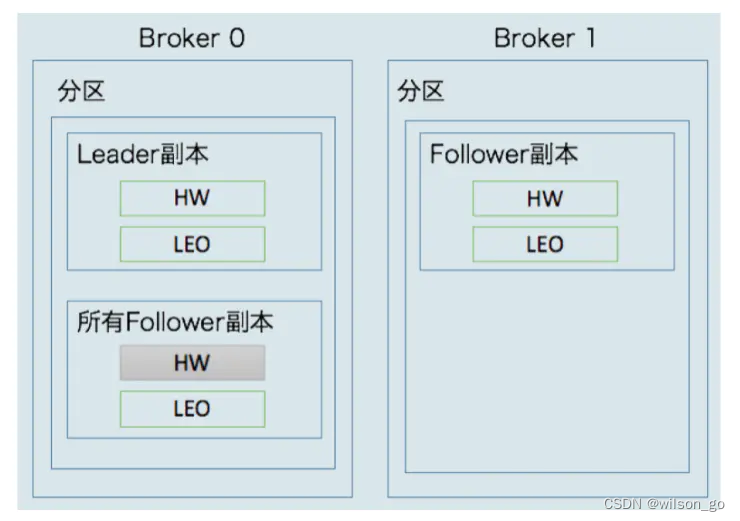 Broker 0
分区
Leader副本
HW
LEO
所有Follower副本
HW
LEO
Broker 1
分区
Follower副本
HW
LEO
CSDN @wilson_go